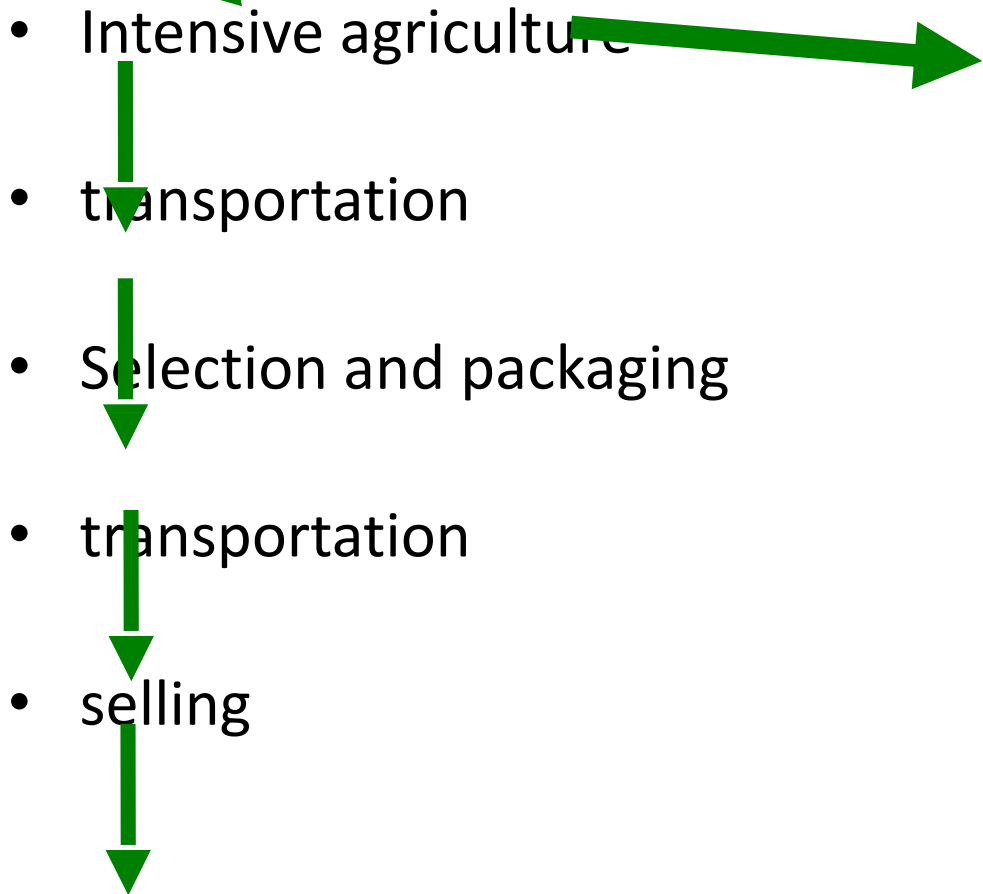 • Intensive agriculture
• transportation
• Selection and packaging
• transportation
• selling